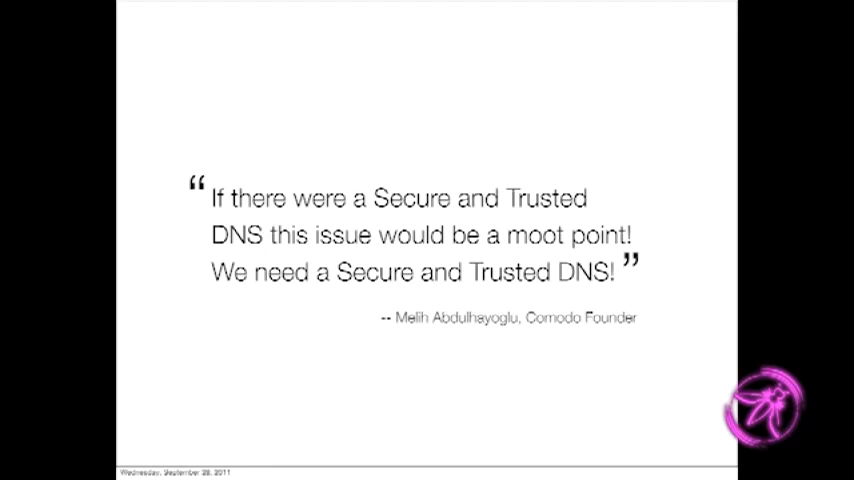 “If there were a Secure and Trusted
DNS this issue would be a moot point!
We need a Secure and Trusted DNS!”
-- Melih Abdulhayoglu, Comodo Founder
Wednesday, September 28, 2011